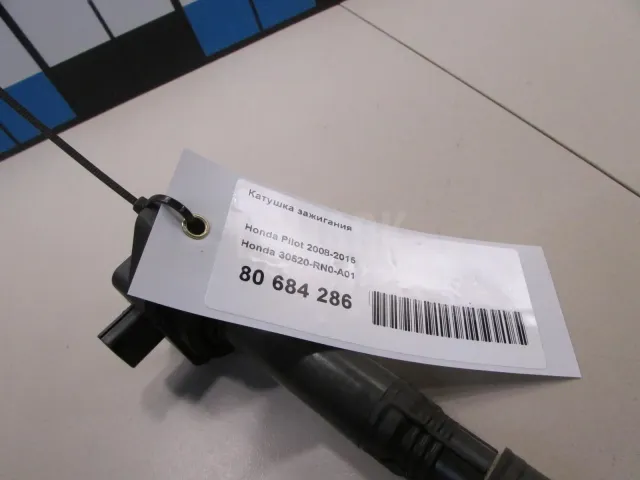 Катушка зажигания
Honda Pilot 2008-2015
Honda 30520-RN0-A01
80 684 286